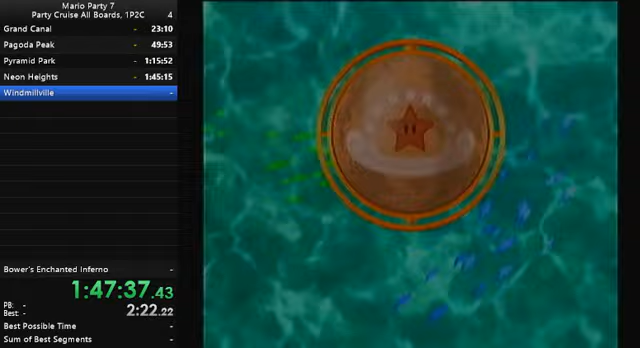 Mario Party 7
Party Cruise All Boards, 1P2C 4
Grand Canal - 23:10
Pagoda Peak - 49:53
Pyramid Park - 1:15:52
Neon Heights - 1:45:15
Windmillville -
Bower's Enchanted Inferno -
1:47:37.43
PB: -
Best: - 2:22.22
Best Possible Time -
Sum of Best Segments -